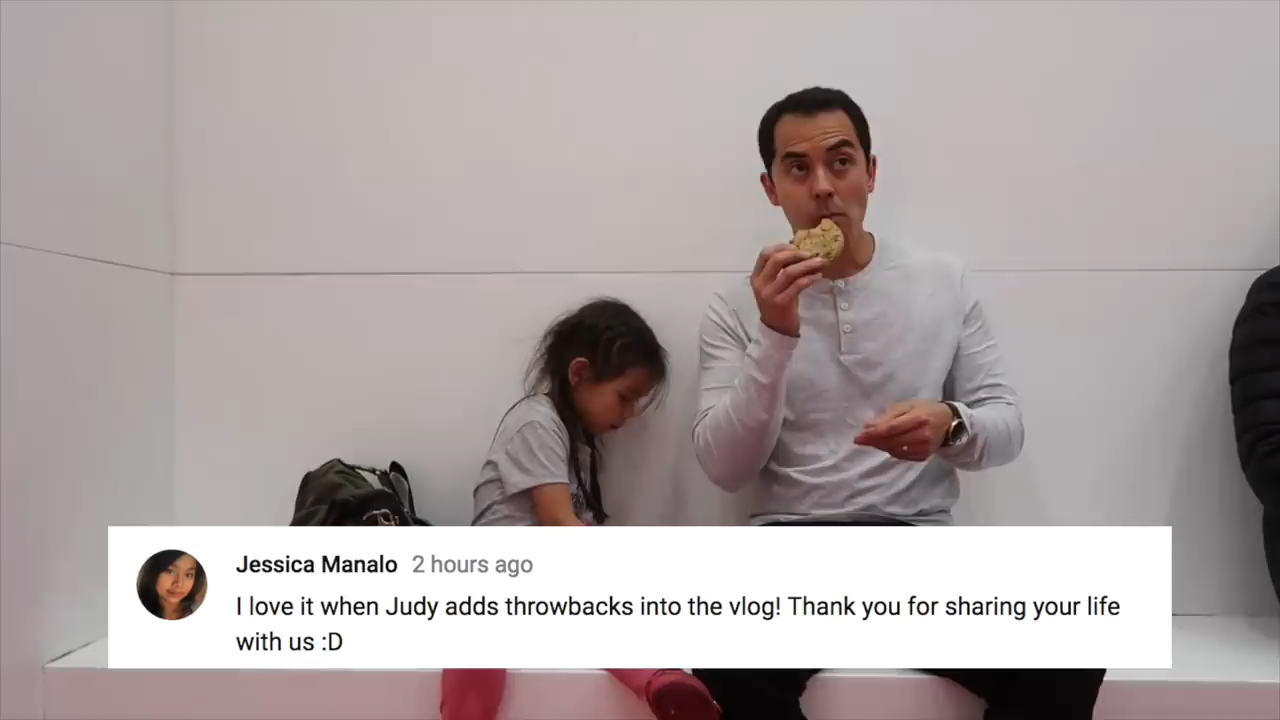 Jessica Manalo 2 hours ago
I love it when Judy adds throwbacks into the vlog! Thank you for sharing your life
with us :D